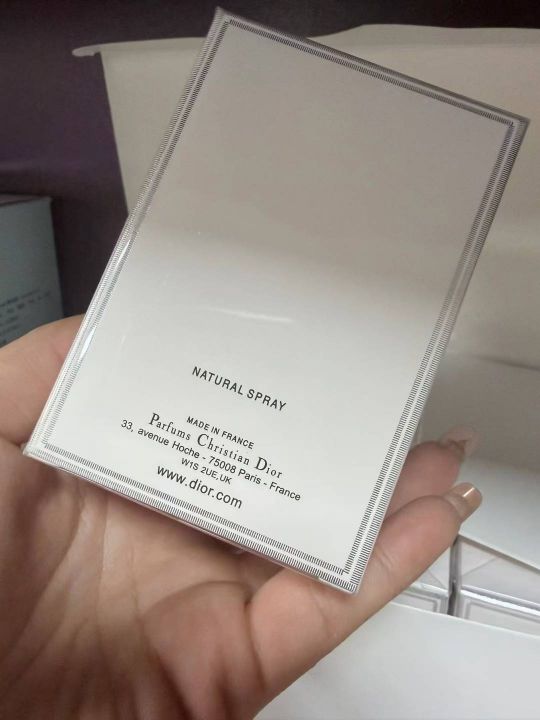 NATURAL SPRAY
MADE IN FRANCE
Parfums Christian Dior
33, avenue Hoche - 75008 Paris - France
W1S 2UE,UK
www.dior.com